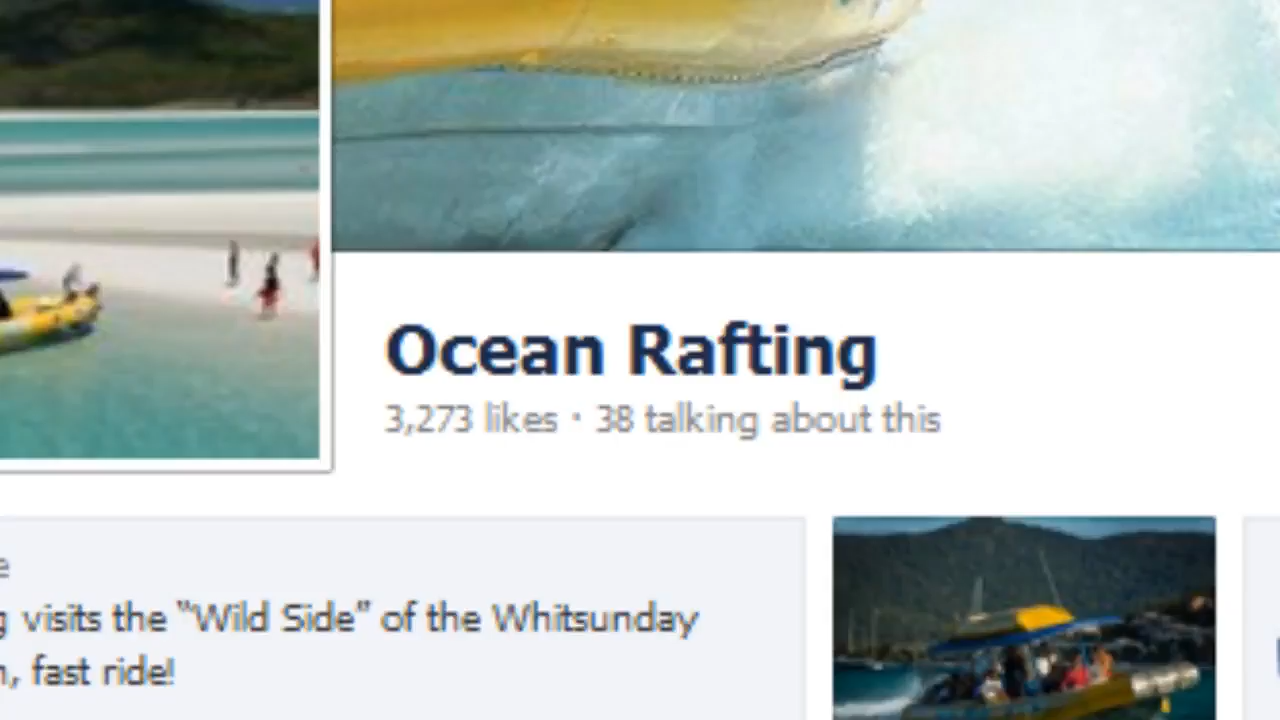 Ocean Rafting
3,273 likes · 38 talking about this
visits the “Wild Side” of the Whitsunday
, fast ride!